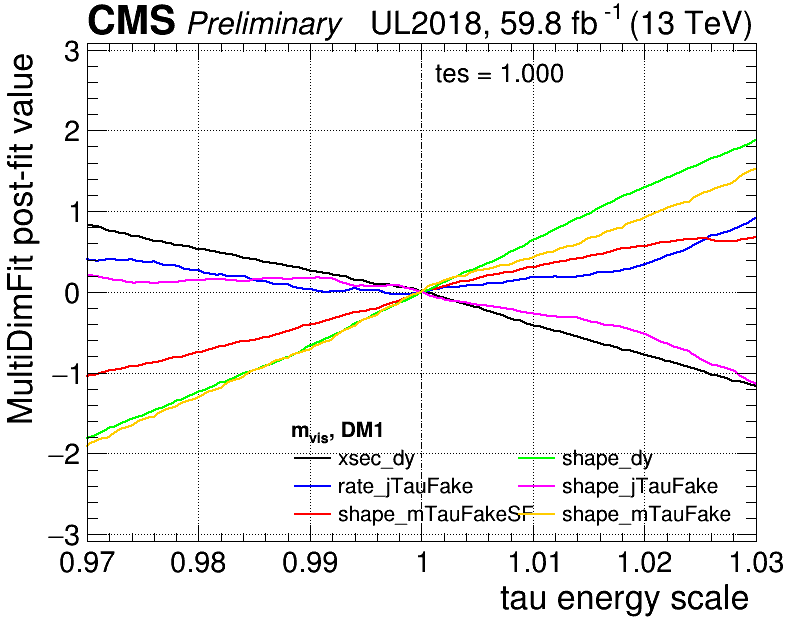 CMS Preliminary UL2018, 59.8 fb⁻¹ (13 TeV)
MultiDimFit post-fit value
3
2
1
0
−1
−2
−3
tes = 1.000
m_vis, DM1
xsec_dy shape_dy
rate_jTauFake shape_jTauFake
shape_mTauFakeSF shape_mTauFake
0.97 0.98 0.99 1 1.01 1.02 1.03
tau energy scale